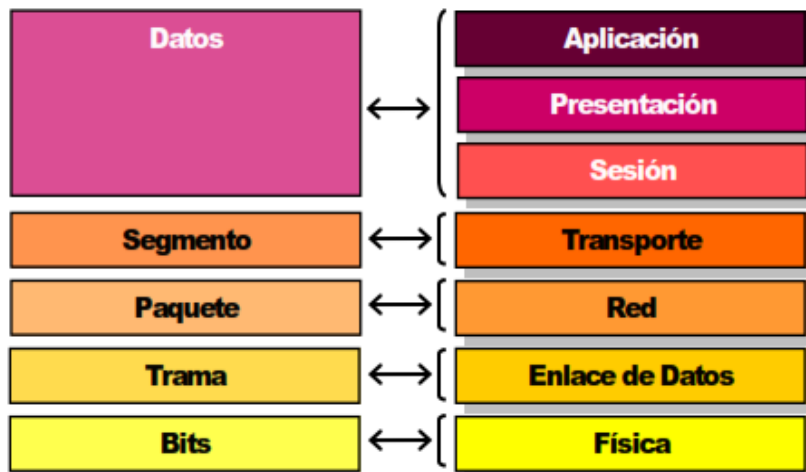 Datos
Aplicación
Presentación
Sesión
Segmento
Transporte
Paquete
Red
Trama
Enlace de Datos
Bits
Física